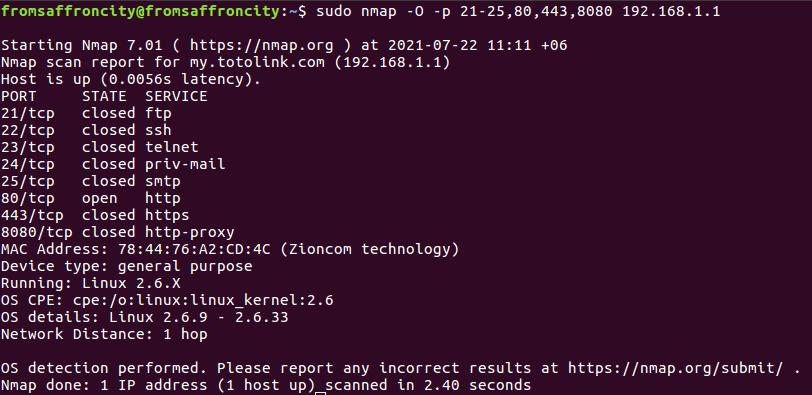 fromsaffroncity@fromsaffroncity:~$ sudo nmap -O -p 21-25,80,443,8080 192.168.1.1
Starting Nmap 7.01 ( https://nmap.org ) at 2021-07-22 11:11 +06
Nmap scan report for my.totolink.com (192.168.1.1)
Host is up (0.0056s latency).
PORT     STATE  SERVICE
21/tcp   closed ftp
22/tcp   closed ssh
23/tcp   closed telnet
24/tcp   closed priv-mail
25/tcp   closed smtp
80/tcp   open   http
443/tcp  closed https
8080/tcp closed http-proxy
MAC Address: 78:44:76:A2:CD:4C (Zioncom technology)
Device type: general purpose
Running: Linux 2.6.X
OS CPE: cpe:/o:linux:linux_kernel:2.6
OS details: Linux 2.6.9 - 2.6.33
Network Distance: 1 hop
OS detection performed. Please report any incorrect results at https://nmap.org/submit/ .
Nmap done: 1 IP address (1 host up) scanned in 2.40 seconds